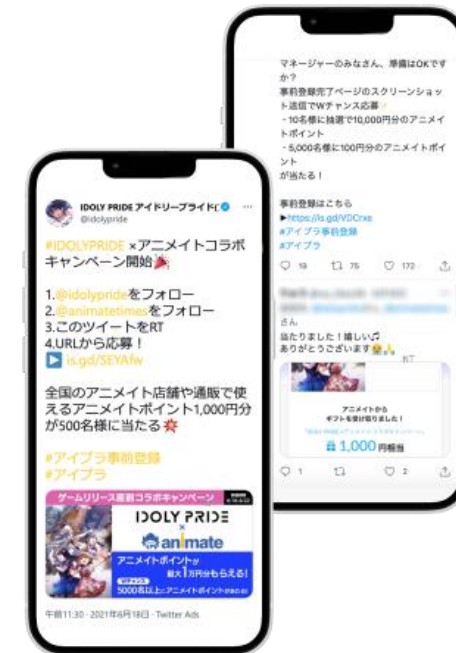 IDOLY PRIDE アイドリープライド
@idolypride
#IDOLYPRIDE ×アニメイトコラボ
キャンペーン開始
1.@idolyprideをフォロー
2.@animatetimesをフォロー
3.このツイートをRT
4.URLから応募！
is.gd/SEYAfw
全国のアニメイト店舗や通販で使
えるアニメイトポイント1,000円分
が500名様に当たる
#アイプラ事前登録
#アイプラ
ゲームリリース直前コラボキャンペーン
IDOLY PRIDE
×
animate
アニメイトポイントが
最大1万円分もらえる!
Wチャンス
5000名以上に
午前11:30 · 2021年6月18日 · Twitter Ads
マネージャーのみなさん、準備はOKです
か？
事前登録完了ページのスクリーンショッ
ト送信でWチャンス応募
・10名様に抽選で10,000円分のアニメイ
トポイント
・5,000名様に100円分のアニメイトポイ
ント
が当たる！
事前登録はこちら
▶https://is.gd/VDCrxe
#アイプラ事前登録
#アイプラ
19 175 172
さん
当たりました！嬉しい♫
ありがとうございます
アニメイトから
ギフトを受け取りました！
1,000 円相当
1 2